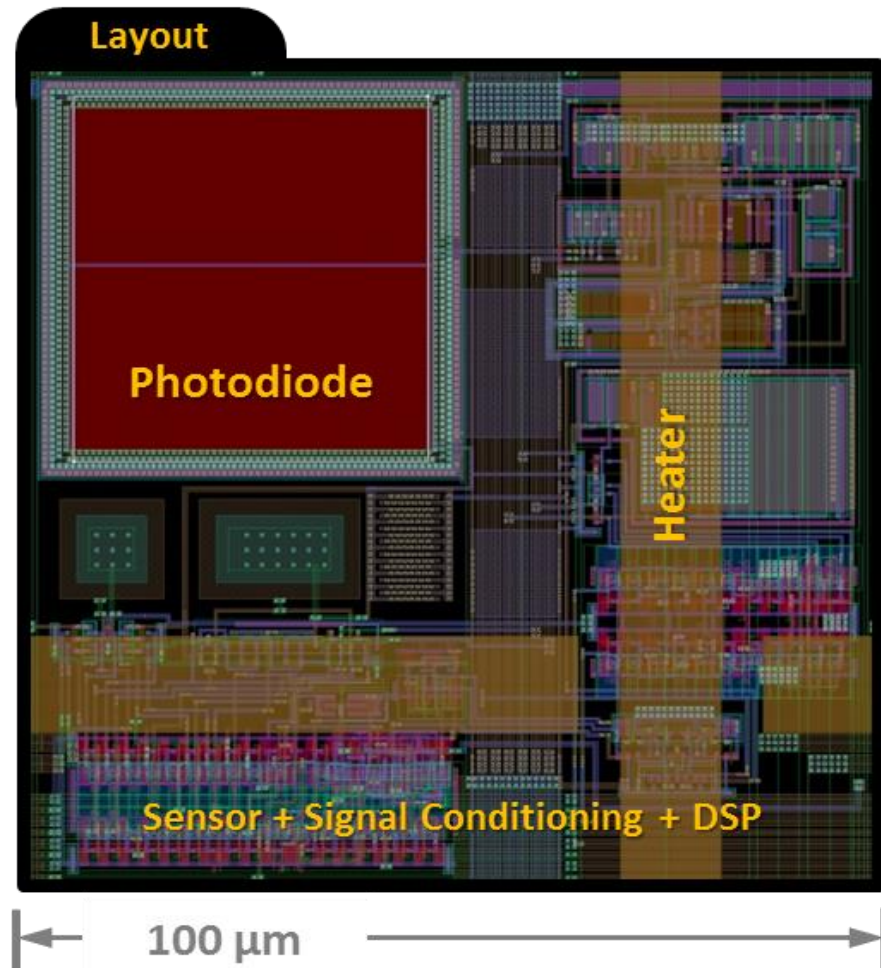 Layout
Photodiode
Heater
Sensor + Signal Conditioning + DSP
100 µm